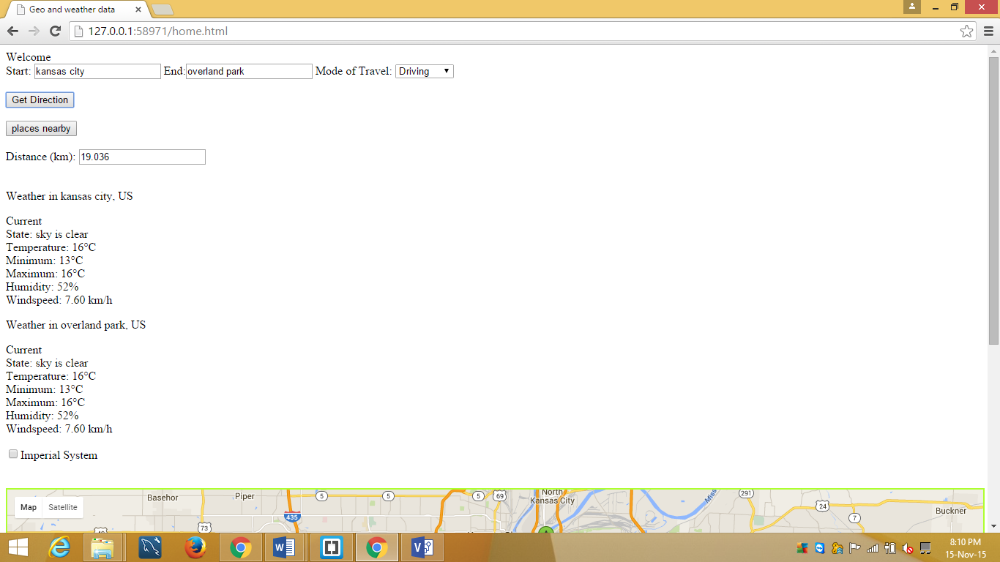 Geo and weather data
127.0.0.1:58971/home.html
Welcome
Start: kansas city End: overland park Mode of Travel: Driving
Get Direction
places nearby
Distance (km): 19.036
Weather in kansas city, US
Current
State: sky is clear
Temperature: 16°C
Minimum: 13°C
Maximum: 16°C
Humidity: 52%
Windspeed: 7.60 km/h
Weather in overland park, US
Current
State: sky is clear
Temperature: 16°C
Minimum: 13°C
Maximum: 16°C
Humidity: 52%
Windspeed: 7.60 km/h
Imperial System
Map Satellite
Basehor
Piper
5
5
5
69
North
Kansas City
291
24
Buckner
435
7
73
8:10 PM
15-Nov-15